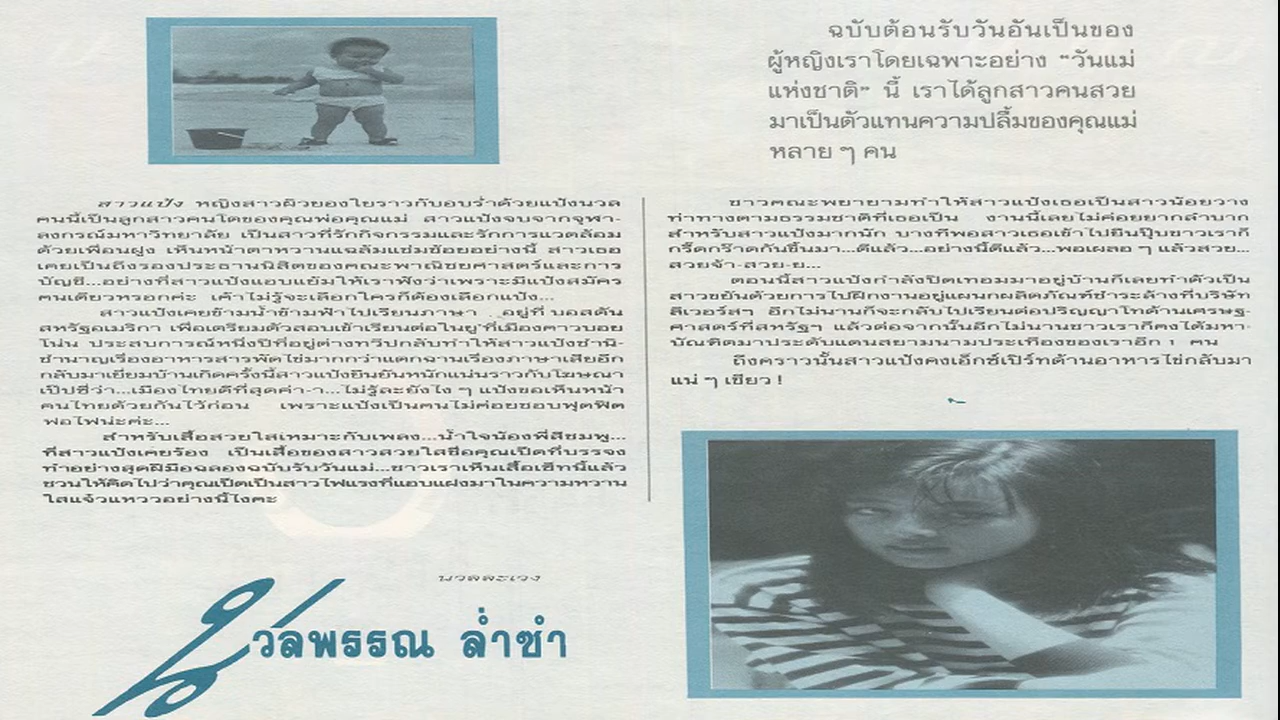 ฉบับต้อนรับวันอันเป็นของ
ผู้หญิงเราโดยเฉพาะอย่าง "วันแม่
แห่งชาติ" นี้ เราได้ลูกสาวคนสวย
มาเป็นตัวแทนความปลื้มของคุณแม่
หลาย ๆ คน
สาวแป้ง หญิงสาวผิวยองใยราวกับอบร่ำด้วยแป้งนวล
คนนี้เป็นลูกสาวคนโตของคุณพ่อคุณแม่ สาวแป้งจบจากจุฬา-
ลงกรณ์มหาวิทยาลัย เป็นสาวที่รักกิจกรรมและรักการแวดล้อม
ด้วยเพื่อนฝูง เห็นหน้าตาหวานแฉล้มแช่มช้อยอย่างนี้ สาวเธอ
เคยเป็นถึงรองประธานนิสิตของคณะพาณิชยศาสตร์และการ
บัญชี...อย่างที่สาวแป้งแอบแย้มให้เราฟังว่าเพราะมีแป้งสมัคร
คนเดียวหรอกค่ะ เค้าไม่รู้จะเลือกใครก็ต้องเลือกแป้ง...
สาวแป้งเคยข้ามน้ำข้ามฟ้าไปเรียนภาษา อยู่ที่ บอสตัน
สหรัฐอเมริกา เพื่อเตรียมตัวสอบเข้าเรียนต่อในยูที่เมืองคาวบอย
โน่น ประสบการณ์หนึ่งปีที่อยู่ต่างทวีปกลับทำให้สาวแป้งชำนิ-
ชำนาญเรื่องอาหารสารพัดไข่มากกว่าแตกฉานเรื่องภาษาเสียอีก
กลับมาเยี่ยมบ้านเกิดครั้งนี้สาวแป้งยืนยันหนักแน่นราวกับโฆษณา
เป๊ปซี่ว่า...เมืองไทยดีที่สุดค่า-า...ไม่รู้ละยังไง ๆ แป้งขอเห็นหน้า
คนไทยด้วยกันไว้ก่อน เพราะแป้งเป็นคนไม่ค่อยชอบฟุตฟิต
ฟอไฟน่ะค่ะ...
สำหรับเสื้อสวยใสเหมาะกับเพลง...น้ำใจน้องพี่สีชมพู...
ที่สาวแป้งเคยร้อง เป็นเสื้อของสาวสวยใสชื่อคุณเปิดที่บรรจง
ทำอย่างสุดฝีมือฉลองฉบับรับวันแม่...ชาวเราเห็นเสื้อเซ็ทนี้แล้ว
ชวนให้คิดไปว่าคุณเปิดเป็นสาวไฟแรงที่แอบแฝงมาในความหวาน
ใสแจ๋วแหววอย่างนี้ไงคะ
ชาวคณะพยายามทำให้สาวแป้งเธอเป็นสาวน้อยวาง
ท่าทางตามธรรมชาติที่เธอเป็น งานนี้เลยไม่ค่อยยากลำบาก
สำหรับสาวแป้งมากนัก บางทีพอสาวเธอเข้าไปยืนปุ๊บชาวเราก็
กรี๊ดกร๊าดกันขึ้นมา...ดีแล้ว...อย่างนี้ดีแล้ว...พอเผลอ ๆ แล้วสวย...
สวยจ้า-สวย-ย...
ตอนนี้สาวแป้งกำลังปิดเทอมมาอยู่บ้านก็เลยทำตัวเป็น
สาวขยันด้วยการไปฝึกงานอยู่แผนกผลิตภัณฑ์ชำระล้างที่บริษัท
ลีเวอร์สฯ อีกไม่นานก็จะกลับไปเรียนต่อปริญญาโทด้านเศรษฐ-
ศาสตร์ที่สหรัฐฯ แล้วต่อจากนั้นอีกไม่นานชาวเราก็คงได้มหา-
บัณฑิตมาประดับแดนสยามนามประเทืองของเราอีก 1 คน
ถึงคราวนั้นสาวแป้งคงเอ็กซ์เปิร์ทด้านอาหารไข่กลับมา
แน่ ๆ เชียว !
นวลละเวง
นวลพรรณ ล่ำซำ